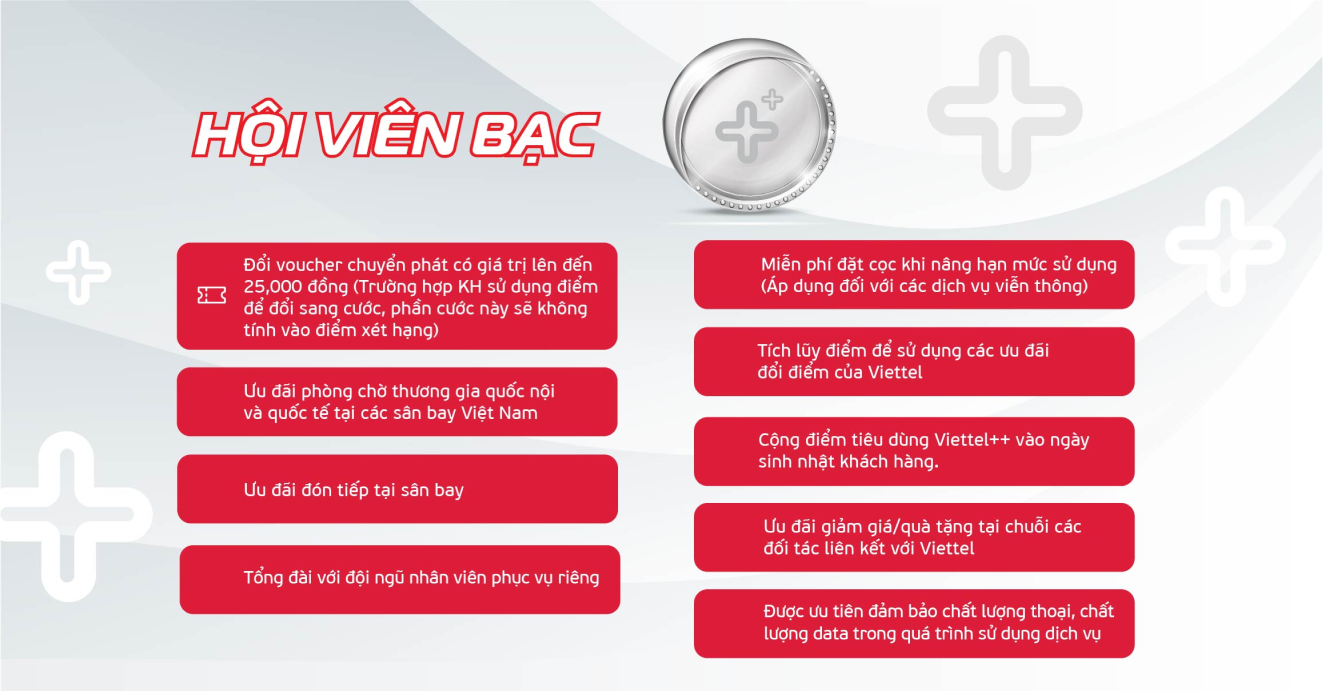 HỘI VIÊN BẠC
Đổi voucher chuyển phát có giá trị lên đến
25,000 đồng (Trường hợp KH sử dụng điểm
để đổi sang cước, phần cước này sẽ không
tính vào điểm xét hạng)
Ưu đãi phòng chờ thương gia quốc nội
và quốc tế tại các sân bay Việt Nam
Ưu đãi đón tiếp tại sân bay
Tổng đài với đội ngũ nhân viên phục vụ riêng
Miễn phí đặt cọc khi nâng hạn mức sử dụng
(Áp dụng đối với các dịch vụ viễn thông)
Tích lũy điểm để sử dụng các ưu đãi
đổi điểm của Viettel
Cộng điểm tiêu dùng Viettel++ vào ngày
sinh nhật khách hàng.
Ưu đãi giảm giá/quà tặng tại chuỗi các
đối tác liên kết với Viettel
Được ưu tiên đảm bảo chất lượng thoại, chất
lượng data trong quá trình sử dụng dịch vụ